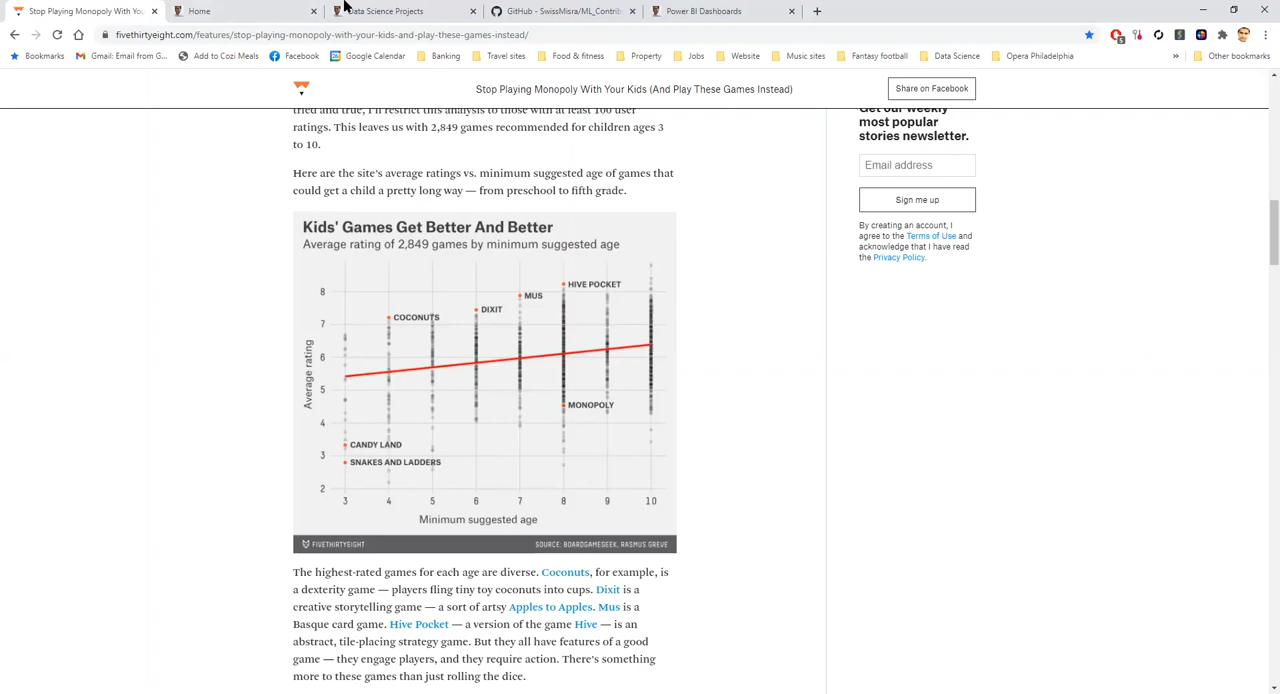 Stop Playing Monopoly With You
Home
Data Science Projects
GitHub - SwissMisra/ML_Contrib
Power BI Dashboards
fivethirtyeight.com/features/stop-playing-monopoly-with-your-kids-and-play-these-games-instead/
Bookmarks
Gmail: Email from G...
Add to Cozi Meals
Facebook
Google Calendar
Banking
Travel sites
Food & fitness
Property
Jobs
Website
Music sites
Fantasy football
Data Science
Opera Philadelphia
»
Other bookmarks
Stop Playing Monopoly With Your Kids (And Play These Games Instead)
Share on Facebook
tried and true, I'll restrict this analysis to those with at least 100 user
ratings. This leaves us with 2,849 games recommended for children ages 3
to 10.
Here are the site's average ratings vs. minimum suggested age of games that
could get a child a pretty long way — from preschool to fifth grade.
Kids' Games Get Better And Better
Average rating of 2,849 games by minimum suggested age
8
7
6
5
4
3
2
Average rating
HIVE POCKET
MUS
DIXIT
COCONUTS
MONOPOLY
CANDY LAND
SNAKES AND LADDERS
3 4 5 6 7 8 9 10
Minimum suggested age
FIVETHIRTYEIGHT
SOURCE: BOARDGAMEGEEK, RASMUS GREVE
The highest-rated games for each age are diverse. Coconuts, for example, is
a dexterity game — players fling tiny toy coconuts into cups. Dixit is a
creative storytelling game — a sort of artsy Apples to Apples. Mus is a
Basque card game. Hive Pocket — a version of the game Hive — is an
abstract, tile-placing strategy game. But they all have features of a good
game — they engage players, and they require action. There's something
more to these games than just rolling the dice.
Get our weekly
most popular
stories newsletter.
Email address
Sign me up
By creating an account, I
agree to the Terms of Use and
acknowledge that I have read
the Privacy Policy.